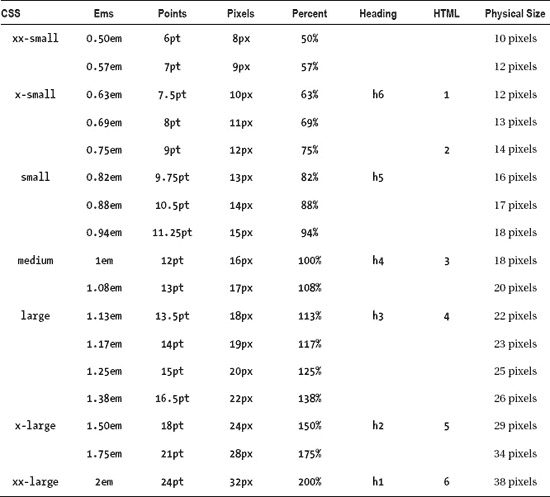 CSS Ems Points Pixels Percent Heading HTML Physical Size
xx-small 0.50em 6pt 8px 50% 10 pixels
0.57em 7pt 9px 57% 12 pixels
x-small 0.63em 7.5pt 10px 63% h6 1 12 pixels
0.69em 8pt 11px 69% 13 pixels
0.75em 9pt 12px 75% 2 14 pixels
small 0.82em 9.75pt 13px 82% h5 16 pixels
0.88em 10.5pt 14px 88% 17 pixels
0.94em 11.25pt 15px 94% 18 pixels
medium 1em 12pt 16px 100% h4 3 18 pixels
1.08em 13pt 17px 108% 20 pixels
large 1.13em 13.5pt 18px 113% h3 4 22 pixels
1.17em 14pt 19px 117% 23 pixels
1.25em 15pt 20px 125% 25 pixels
1.38em 16.5pt 22px 138% 26 pixels
x-large 1.50em 18pt 24px 150% h2 5 29 pixels
1.75em 21pt 28px 175% 34 pixels
xx-large 2em 24pt 32px 200% h1 6 38 pixels